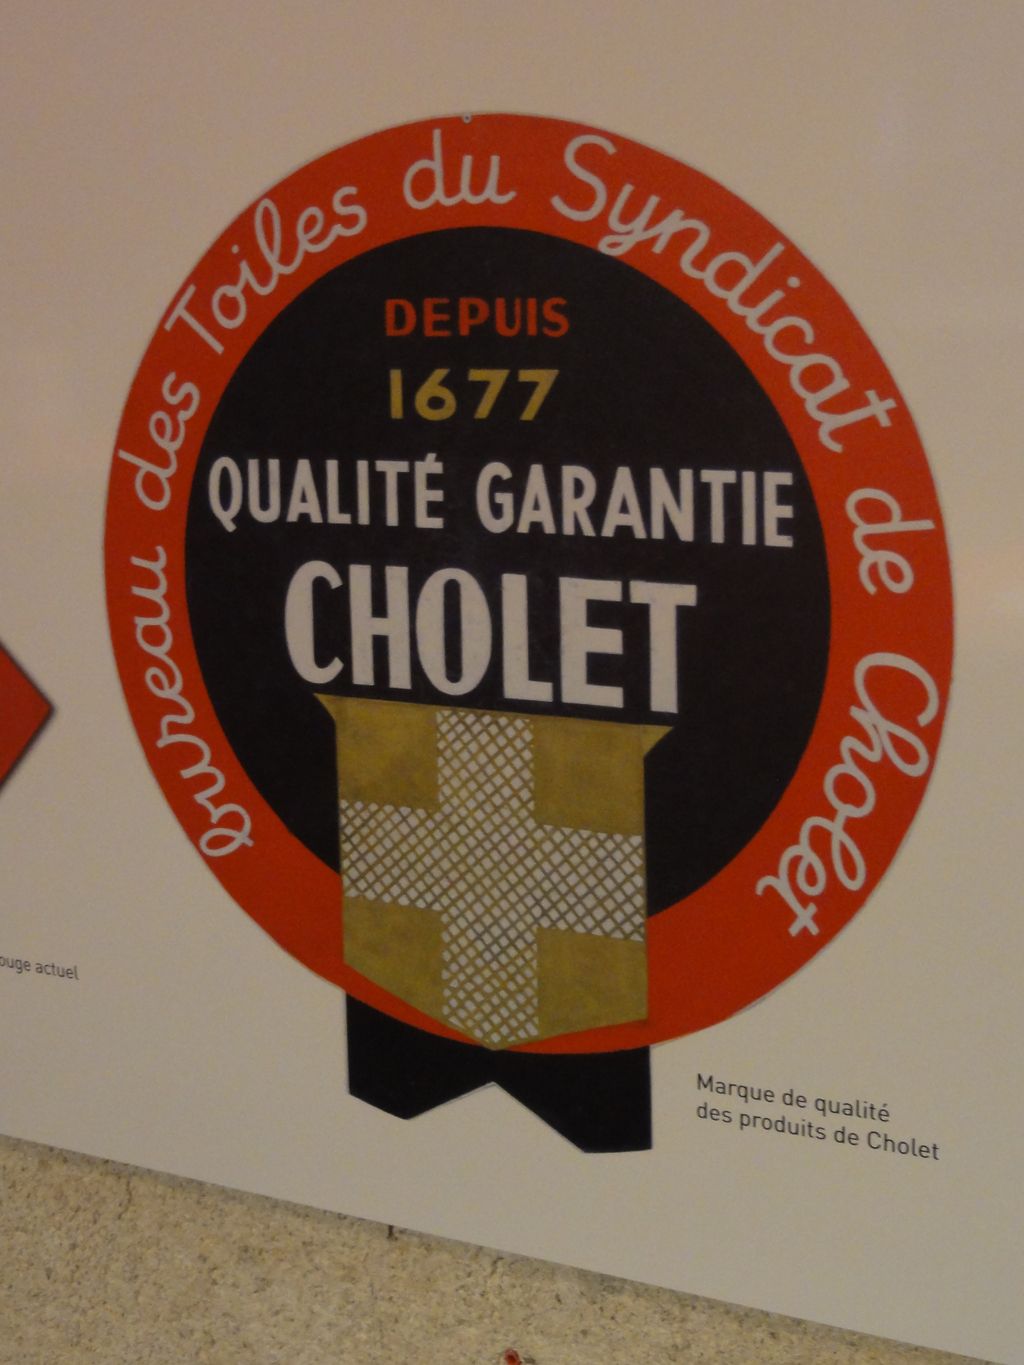 bureau des Toiles du Syndicat de Cholet
DEPUIS
1677
QUALITÉ GARANTIE
CHOLET
ouge actuel
Marque de qualité
des produits de Cholet